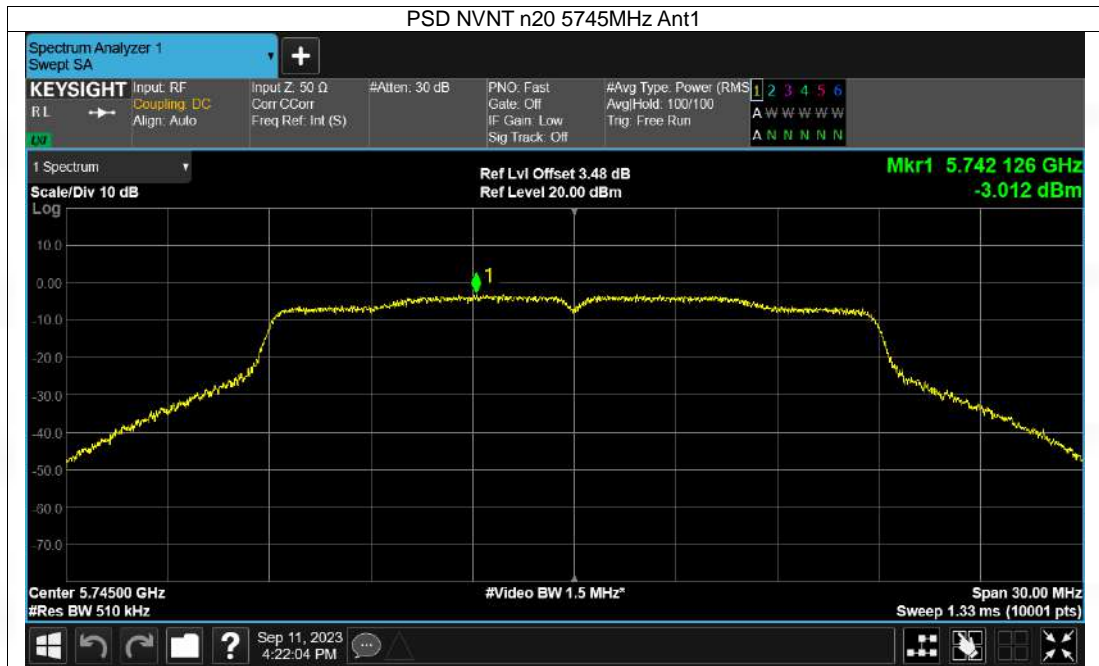 PSD NVNT n20 5745MHz Ant1
Spectrum Analyzer 1
Swept SA
+
KEYSIGHT
R L
LXI
Input: RF
Coupling: DC
Align: Auto
Input Z: 50 Ω
Corr CCorr
Freq Ref: Int (S)
#Atten: 30 dB
PNO: Fast
Gate: Off
IF Gain: Low
Sig Track: Off
#Avg Type: Power (RMS
Avg|Hold: 100/100
Trig: Free Run
1 2 3 4 5 6
A W W W W W
A N N N N N
1 Spectrum
Scale/Div 10 dB
Log
Ref Lvl Offset 3.48 dB
Ref Level 20.00 dBm
Mkr1 5.742 126 GHz
-3.012 dBm
10.0
0.00
-10.0
-20.0
-30.0
-40.0
-50.0
-60.0
-70.0
1
Center 5.74500 GHz
#Res BW 510 kHz
#Video BW 1.5 MHz*
Span 30.00 MHz
Sweep 1.33 ms (10001 pts)
?
Sep 11, 2023
4:22:04 PM